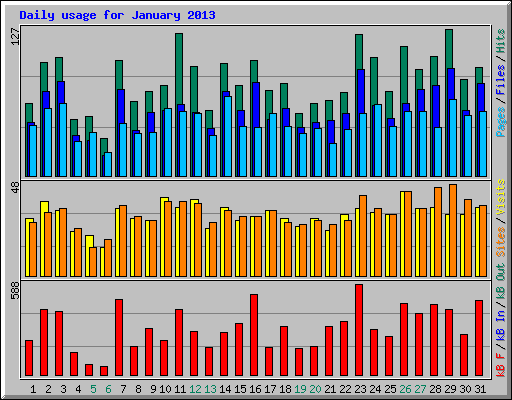 Daily usage for January 2013
127
Pages / Files / Hits
48
Sites / Visits
588
kB F / kB In / kB Out
1 2 3 4 5 6 7 8 9 10 11 12 13 14 15 16 17 18 19 20 21 22 23 24 25 26 27 28 29 30 31